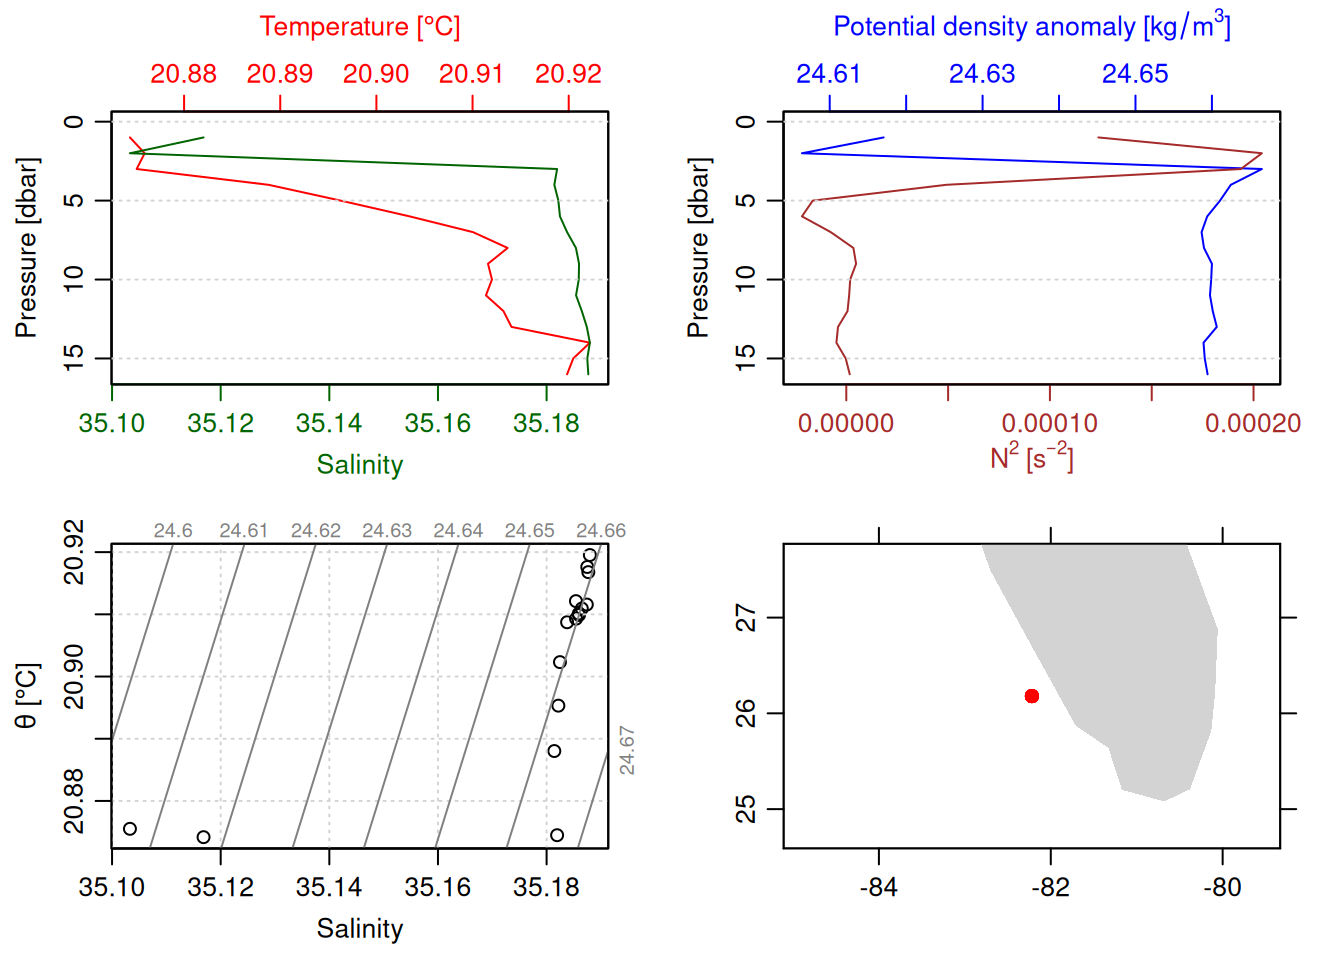 Temperature [°C]
20.88 20.89 20.90 20.91 20.92
Pressure [dbar]
0
5
10
15
35.10 35.12 35.14 35.16 35.18
Salinity
Potential density anomaly [kg/m³]
24.61 24.63 24.65
Pressure [dbar]
0
5
10
15
0.00000 0.00010 0.00020
N² [s⁻²]
24.6 24.61 24.62 24.63 24.64 24.65 24.66
24.67
θ [°C]
20.92
20.90
20.88
35.10 35.12 35.14 35.16 35.18
Salinity
27
26
25
-84 -82 -80